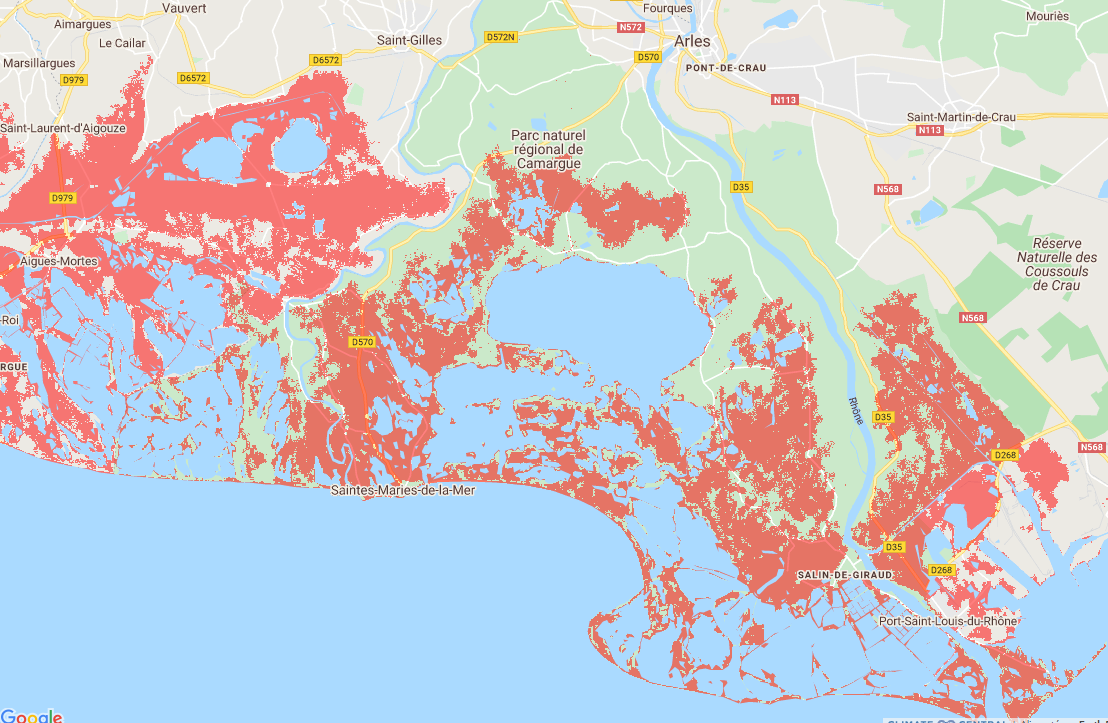 Vauvert
Fourques
Aimargues
N572
Mouriès
Le Cailar
Saint-Gilles
D572N
Arles
Marsillargues
D6572
D570
PONT-DE-CRAU
D979
D6572
N113
Saint-Martin-de-Crau
Saint-Laurent-d'Aigouze
N113
Parc naturel
régional de
Camargue
D35
N568
D979
Réserve
Naturelle des
Coussouls
de Crau
Aigues-Mortes
-Roi
N568
D570
RGUE
Rhône
D35
N568
D268
Saintes-Maries-de-la-Mer
D35
SALIN-DE-GIRAUD
D268
Port-Saint-Louis-du-Rhône
Google